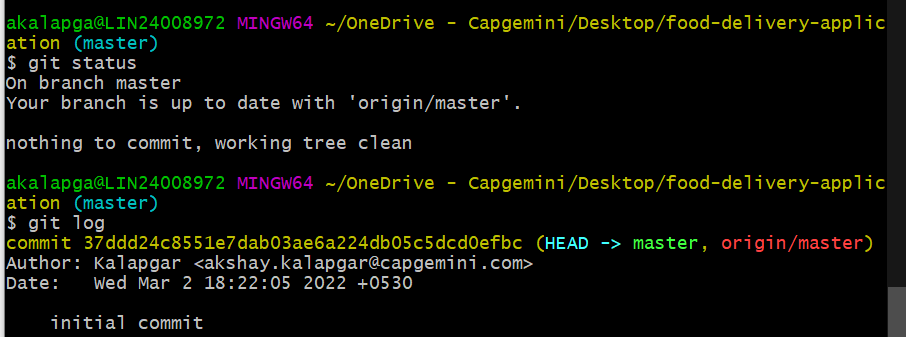 akalapga@LIN24008972 MINGW64 ~/OneDrive - Capgemini/Desktop/food-delivery-applic
ation (master)
$ git status
On branch master
Your branch is up to date with 'origin/master'.
nothing to commit, working tree clean
akalapga@LIN24008972 MINGW64 ~/OneDrive - Capgemini/Desktop/food-delivery-applic
ation (master)
$ git log
commit 37ddd24c8551e7dab03ae6a224db05c5dcd0efbc (HEAD -> master, origin/master)
Author: Kalapgar <akshay.kalapgar@capgemini.com>
Date:   Wed Mar 2 18:22:05 2022 +0530
    initial commit